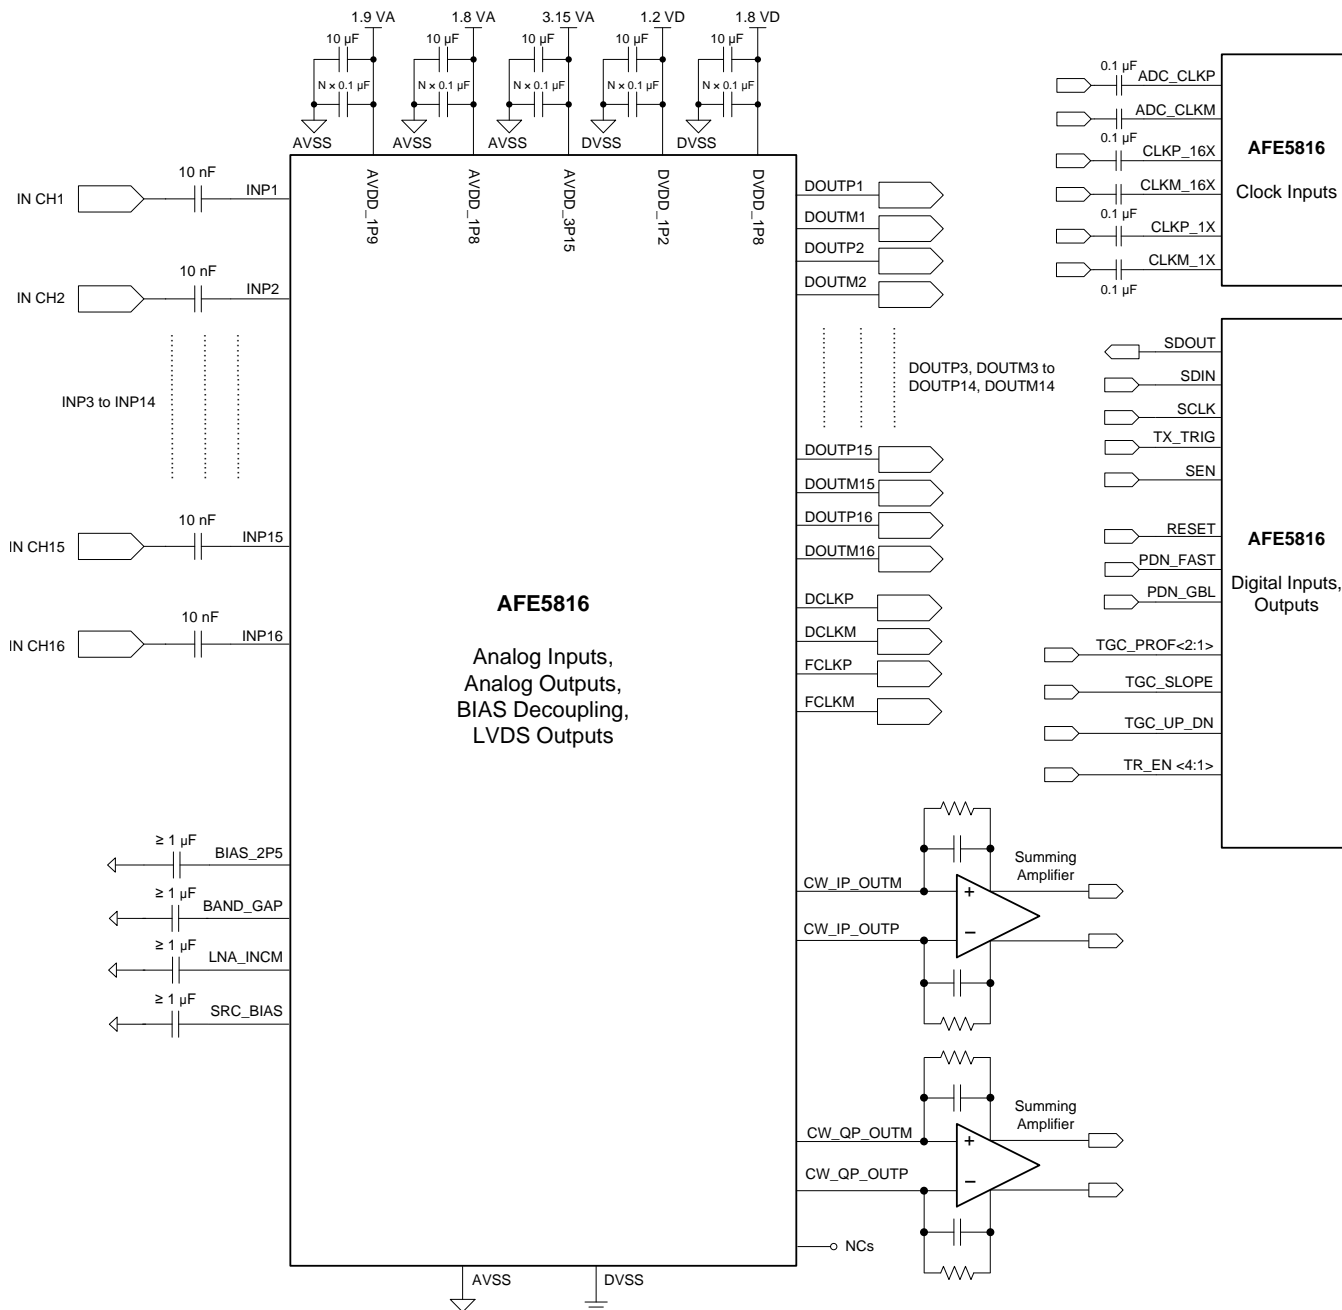 1.9 VA
1.8 VA
3.15 VA
1.2 VD
1.8 VD
10 µF
10 µF
10 µF
10 µF
10 µF
N × 0.1 µF
N × 0.1 µF
N × 0.1 µF
N × 0.1 µF
N × 0.1 µF
AVSS
AVSS
AVSS
DVSS
DVSS
AVDD_1P9
AVDD_1P8
AVDD_3P15
DVDD_1P2
DVDD_1P8
IN CH1
10 nF
INP1
IN CH2
10 nF
INP2
INP3 to INP14
IN CH15
10 nF
INP15
IN CH16
10 nF
INP16
≥ 1 µF
BIAS_2P5
≥ 1 µF
BAND_GAP
≥ 1 µF
LNA_INCM
≥ 1 µF
SRC_BIAS
AFE5816
Analog Inputs,
Analog Outputs,
BIAS Decoupling,
LVDS Outputs
AVSS
DVSS
DOUTP1
DOUTM1
DOUTP2
DOUTM2
DOUTP3, DOUTM3 to
DOUTP14, DOUTM14
DOUTP15
DOUTM15
DOUTP16
DOUTM16
DCLKP
DCLKM
FCLKP
FCLKM
CW_IP_OUTM
CW_IP_OUTP
+
−
Summing
Amplifier
CW_QP_OUTM
CW_QP_OUTP
+
−
Summing
Amplifier
NCs
0.1 µF
ADC_CLKP
ADC_CLKM
0.1 µF
CLKP_16X
CLKM_16X
0.1 µF
CLKP_1X
CLKM_1X
0.1 µF
AFE5816
Clock Inputs
SDOUT
SDIN
SCLK
TX_TRIG
SEN
RESET
PDN_FAST
PDN_GBL
TGC_PROF<2:1>
TGC_SLOPE
TGC_UP_DN
TR_EN <4:1>
AFE5816
Digital Inputs,
Outputs